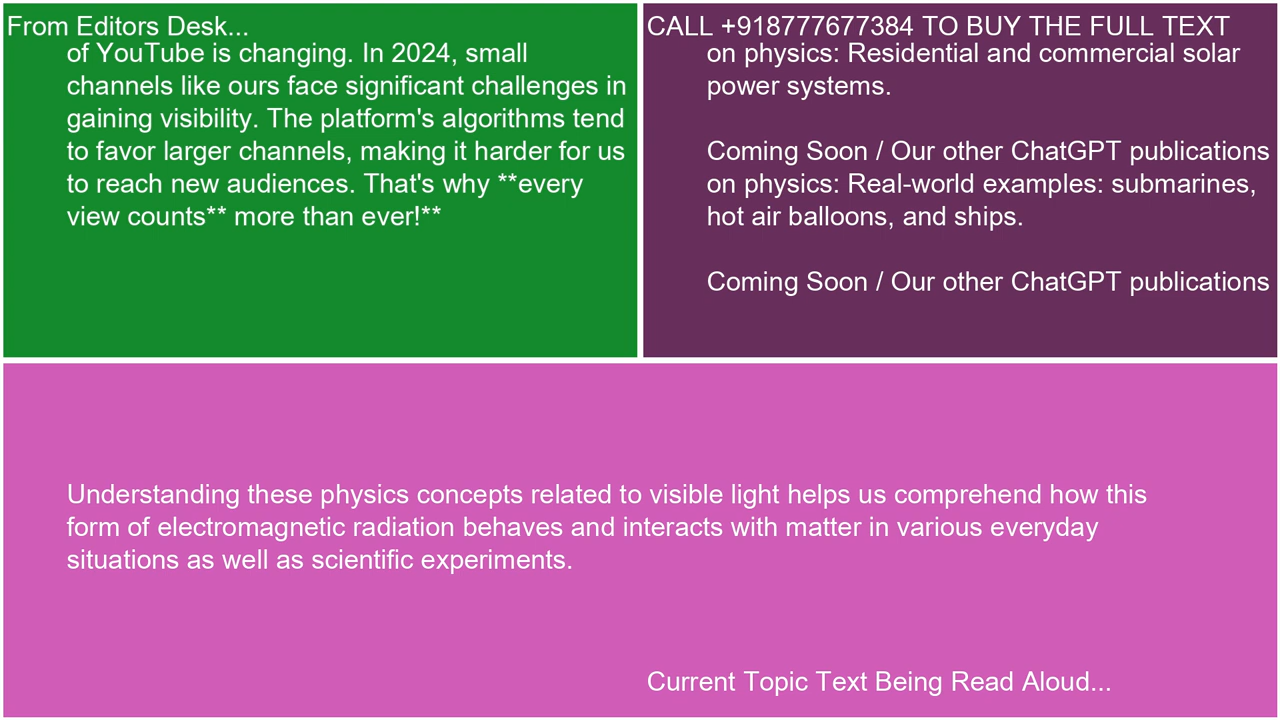 From Editors Desk...
of YouTube is changing. In 2024, small
channels like ours face significant challenges in
gaining visibility. The platform's algorithms tend
to favor larger channels, making it harder for us
to reach new audiences. That's why **every
view counts** more than ever!**
CALL +918777677384 TO BUY THE FULL TEXT
on physics: Residential and commercial solar
power systems.
Coming Soon / Our other ChatGPT publications
on physics: Real-world examples: submarines,
hot air balloons, and ships.
Coming Soon / Our other ChatGPT publications
Understanding these physics concepts related to visible light helps us comprehend how this
form of electromagnetic radiation behaves and interacts with matter in various everyday
situations as well as scientific experiments.
Current Topic Text Being Read Aloud...